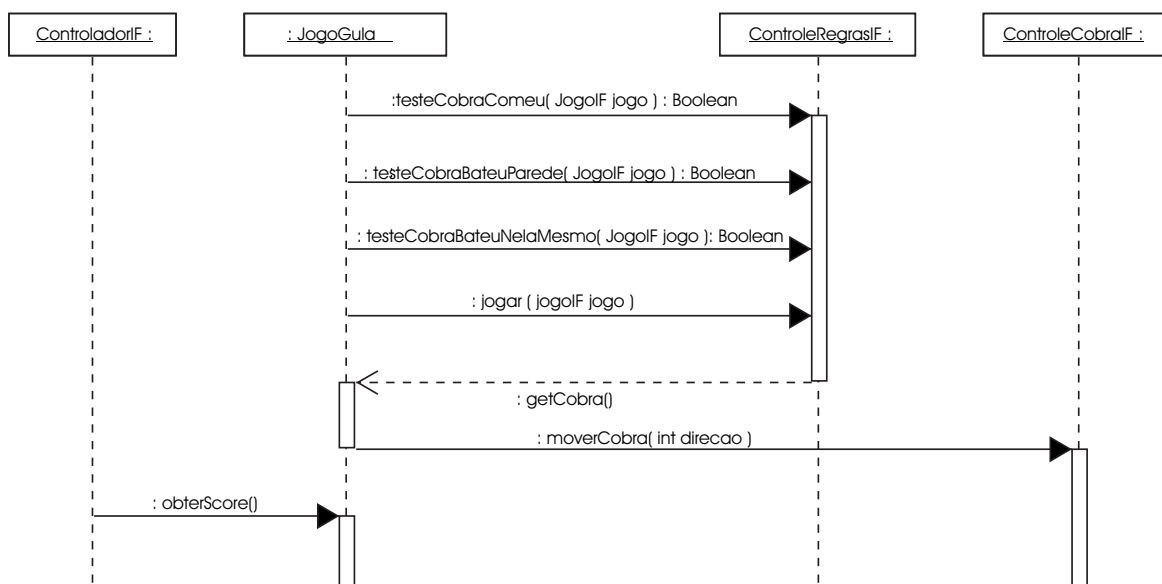 ControladorIF :
: JogoGula
ControleRegrasIF :
ControleCobraIF :
:testeCobraComeu( JogoIF jogo ) : Boolean
: testeCobraBateuParede( JogoIF jogo ) : Boolean
: testeCobraBateuNelaMesmo( JogoIF jogo ): Boolean
: jogar ( jogoIF jogo )
: getCobra()
: moverCobra( int direcao )
: obterScore()